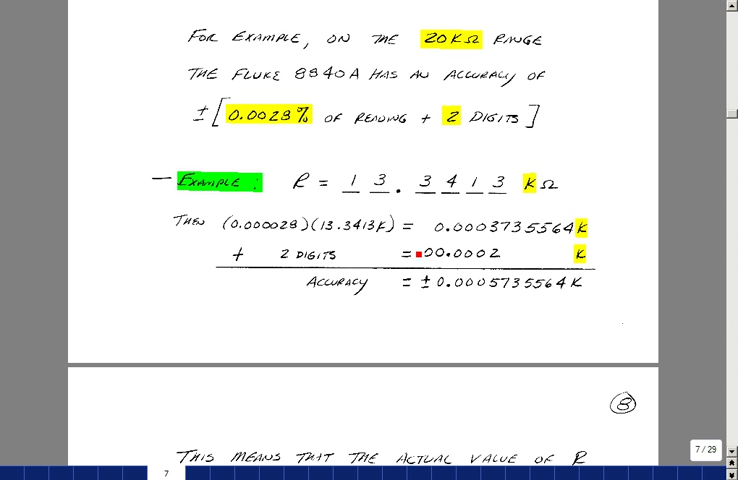 FOR EXAMPLE, ON THE 20KΩ RANGE
THE FLUKE 8840A HAS AN ACCURACY OF
± [0.0028% OF READING + 2 DIGITS]
— EXAMPLE: R = 1 3 . 3 4 1 3 KΩ
THEN (0.000028)(13.3413K) = 0.0003735564K
+ 2 DIGITS = 00.0002 K
ACCURACY = ± 0.0005735564 K
8
7 / 29
THIS MEANS THAT THE ACTUAL VALUE OF R
7